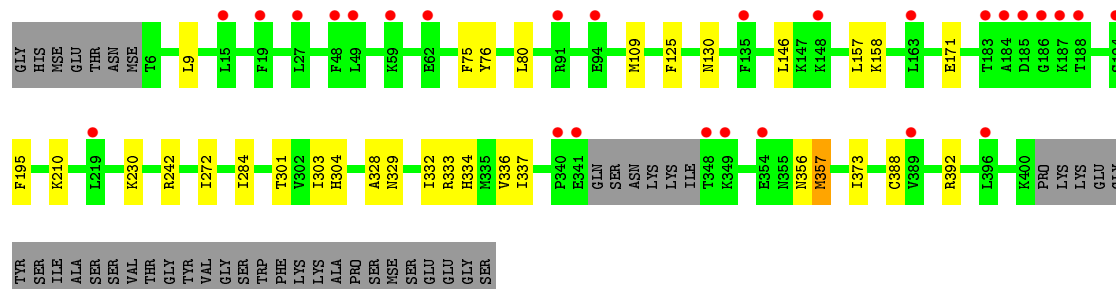 GLY HIS MSE GLU THR ASN MSE T6 L9 L15 F19 L27 F48 L49 K59 E62 F75 Y76 L80 R91 E94 M109 F125 N130 F135 L146 K147 K148 L157 K158 L163 E171 T183 A184 D185 G186 K187 T188
F195 K210 L219 K230 R242 I272 I284 T301 V302 I303 H304 A328 N329 I332 R333 H334 M335 V336 I337 P340 E341 GLN SER ASN LYS LYS ILE T348 K349 E354 N355 N356 M357 I373 C388 V389 R392 L396 K400 PRO LYS LYS GLU
TYR SER ILE ALA SER SER VAL THR GLY TYR VAL GLY SER TRP PHE LYS LYS ALA PRO SER MSE SER GLU GLU GLY SER